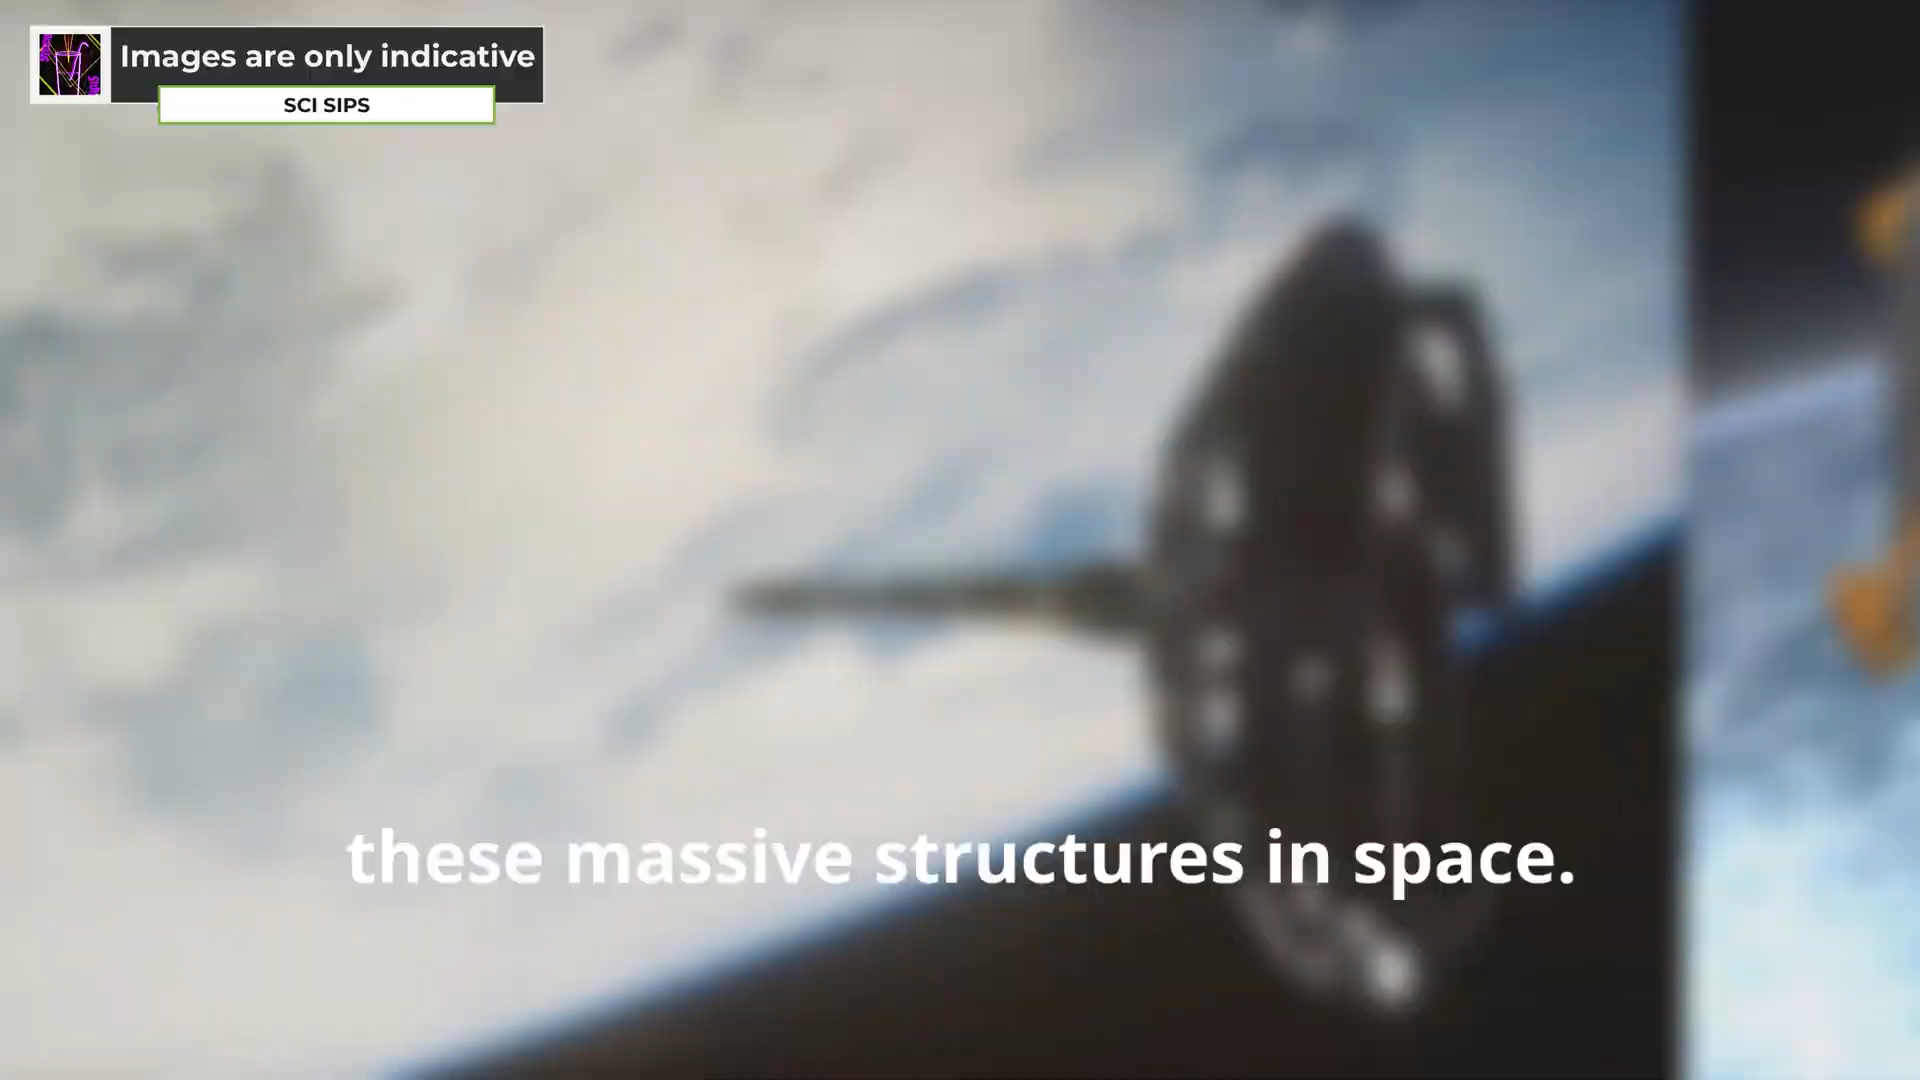 Images are only indicative
SCI SIPS
these massive structures in space.